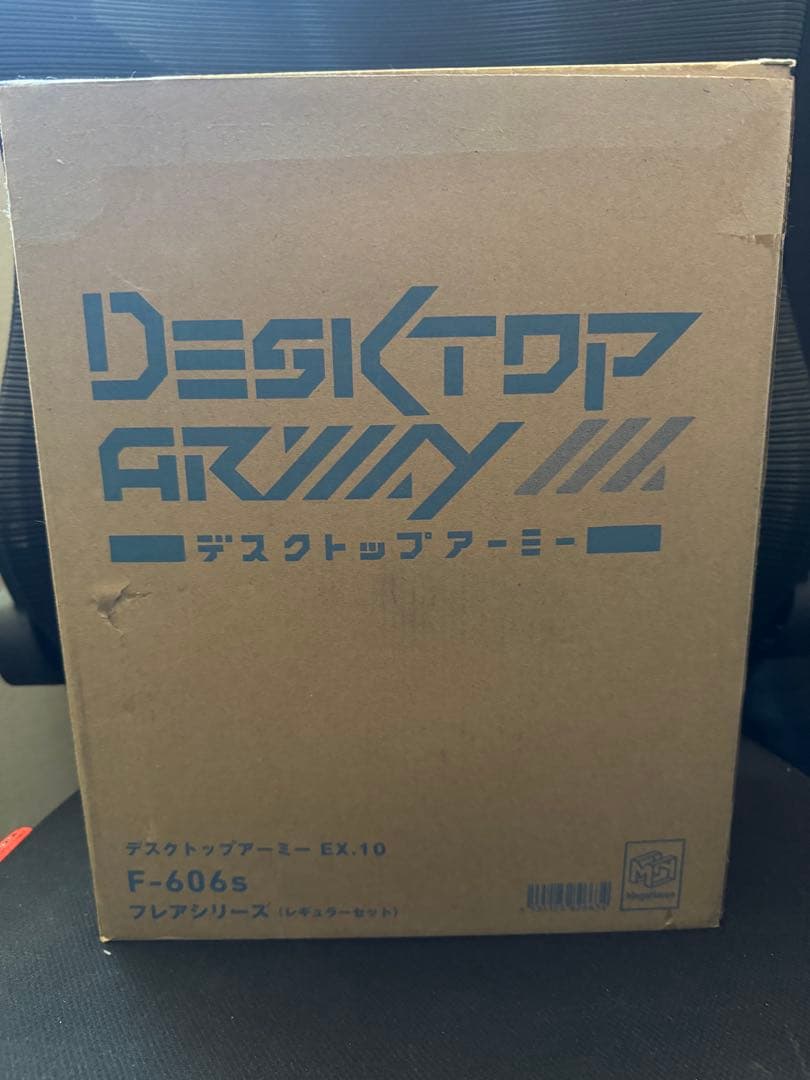 DESKTOP
ARMY
デスクトップアーミー
デスクトップアーミー EX.10
F-606s
フレアシリーズ (レギュラーセット)
MegaHouse